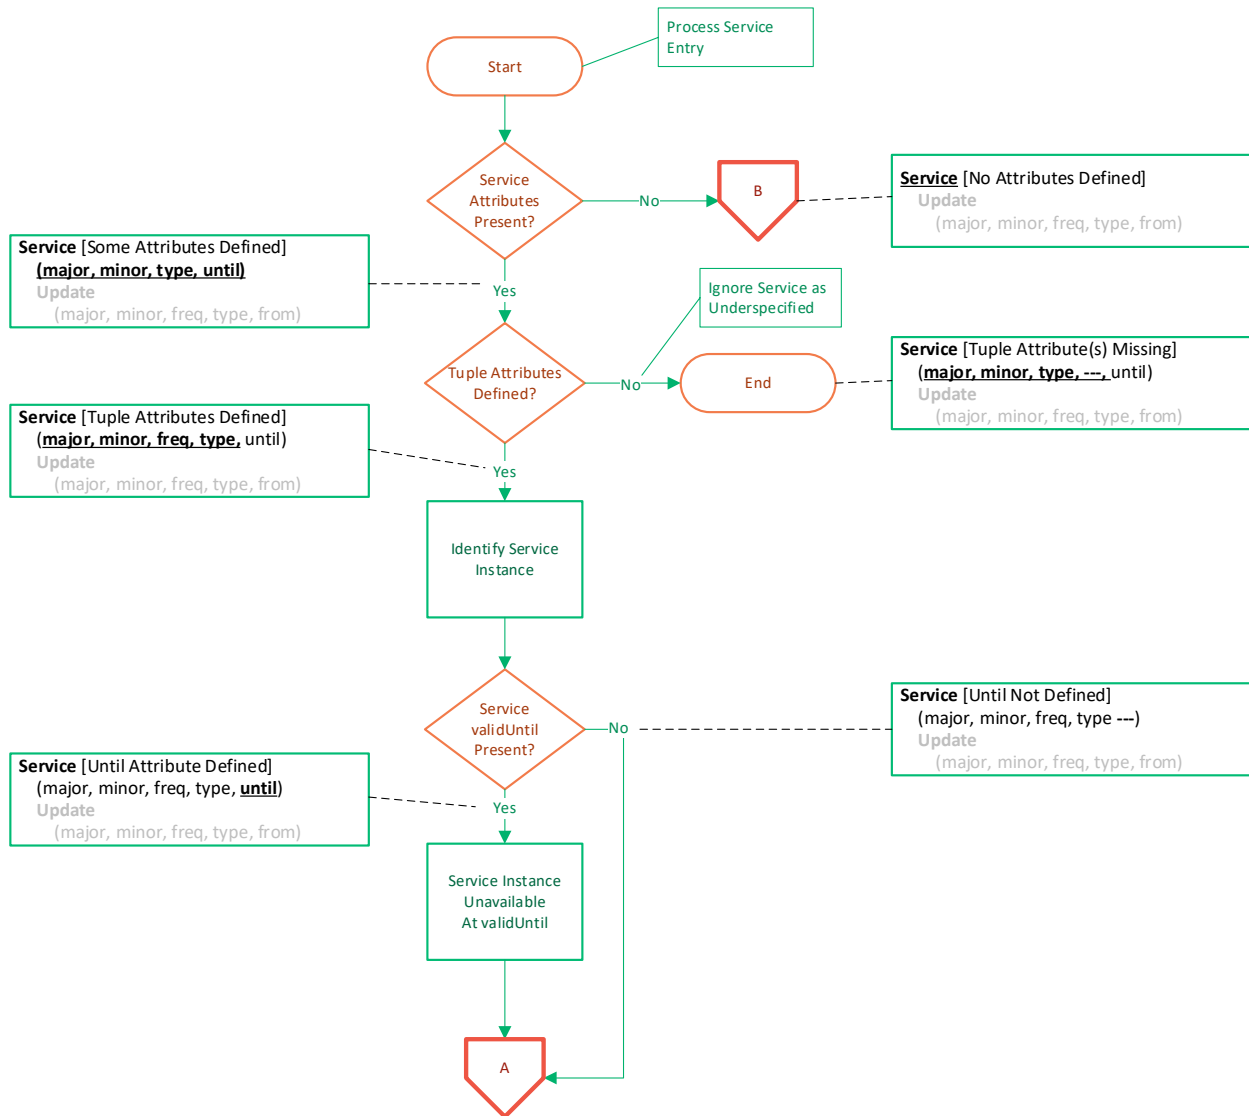 Process Service
Entry
Start
Service
Attributes
Present?
No
B
Service [No Attributes Defined]
Update
(major, minor, freq, type, from)
Service [Some Attributes Defined]
(major, minor, type, until)
Update
(major, minor, freq, type, from)
Yes
Ignore Service as
Underspecified
Tuple Attributes
Defined?
No
End
Service [Tuple Attribute(s) Missing]
(major, minor, type, ---, until)
Update
(major, minor, freq, type, from)
Service [Tuple Attributes Defined]
(major, minor, freq, type, until)
Update
(major, minor, freq, type, from)
Yes
Identify Service
Instance
Service
validUntil
Present?
No
Service [Until Not Defined]
(major, minor, freq, type ---)
Update
(major, minor, freq, type, from)
Service [Until Attribute Defined]
(major, minor, freq, type, until)
Update
(major, minor, freq, type, from)
Yes
Service Instance
Unavailable
At validUntil
A